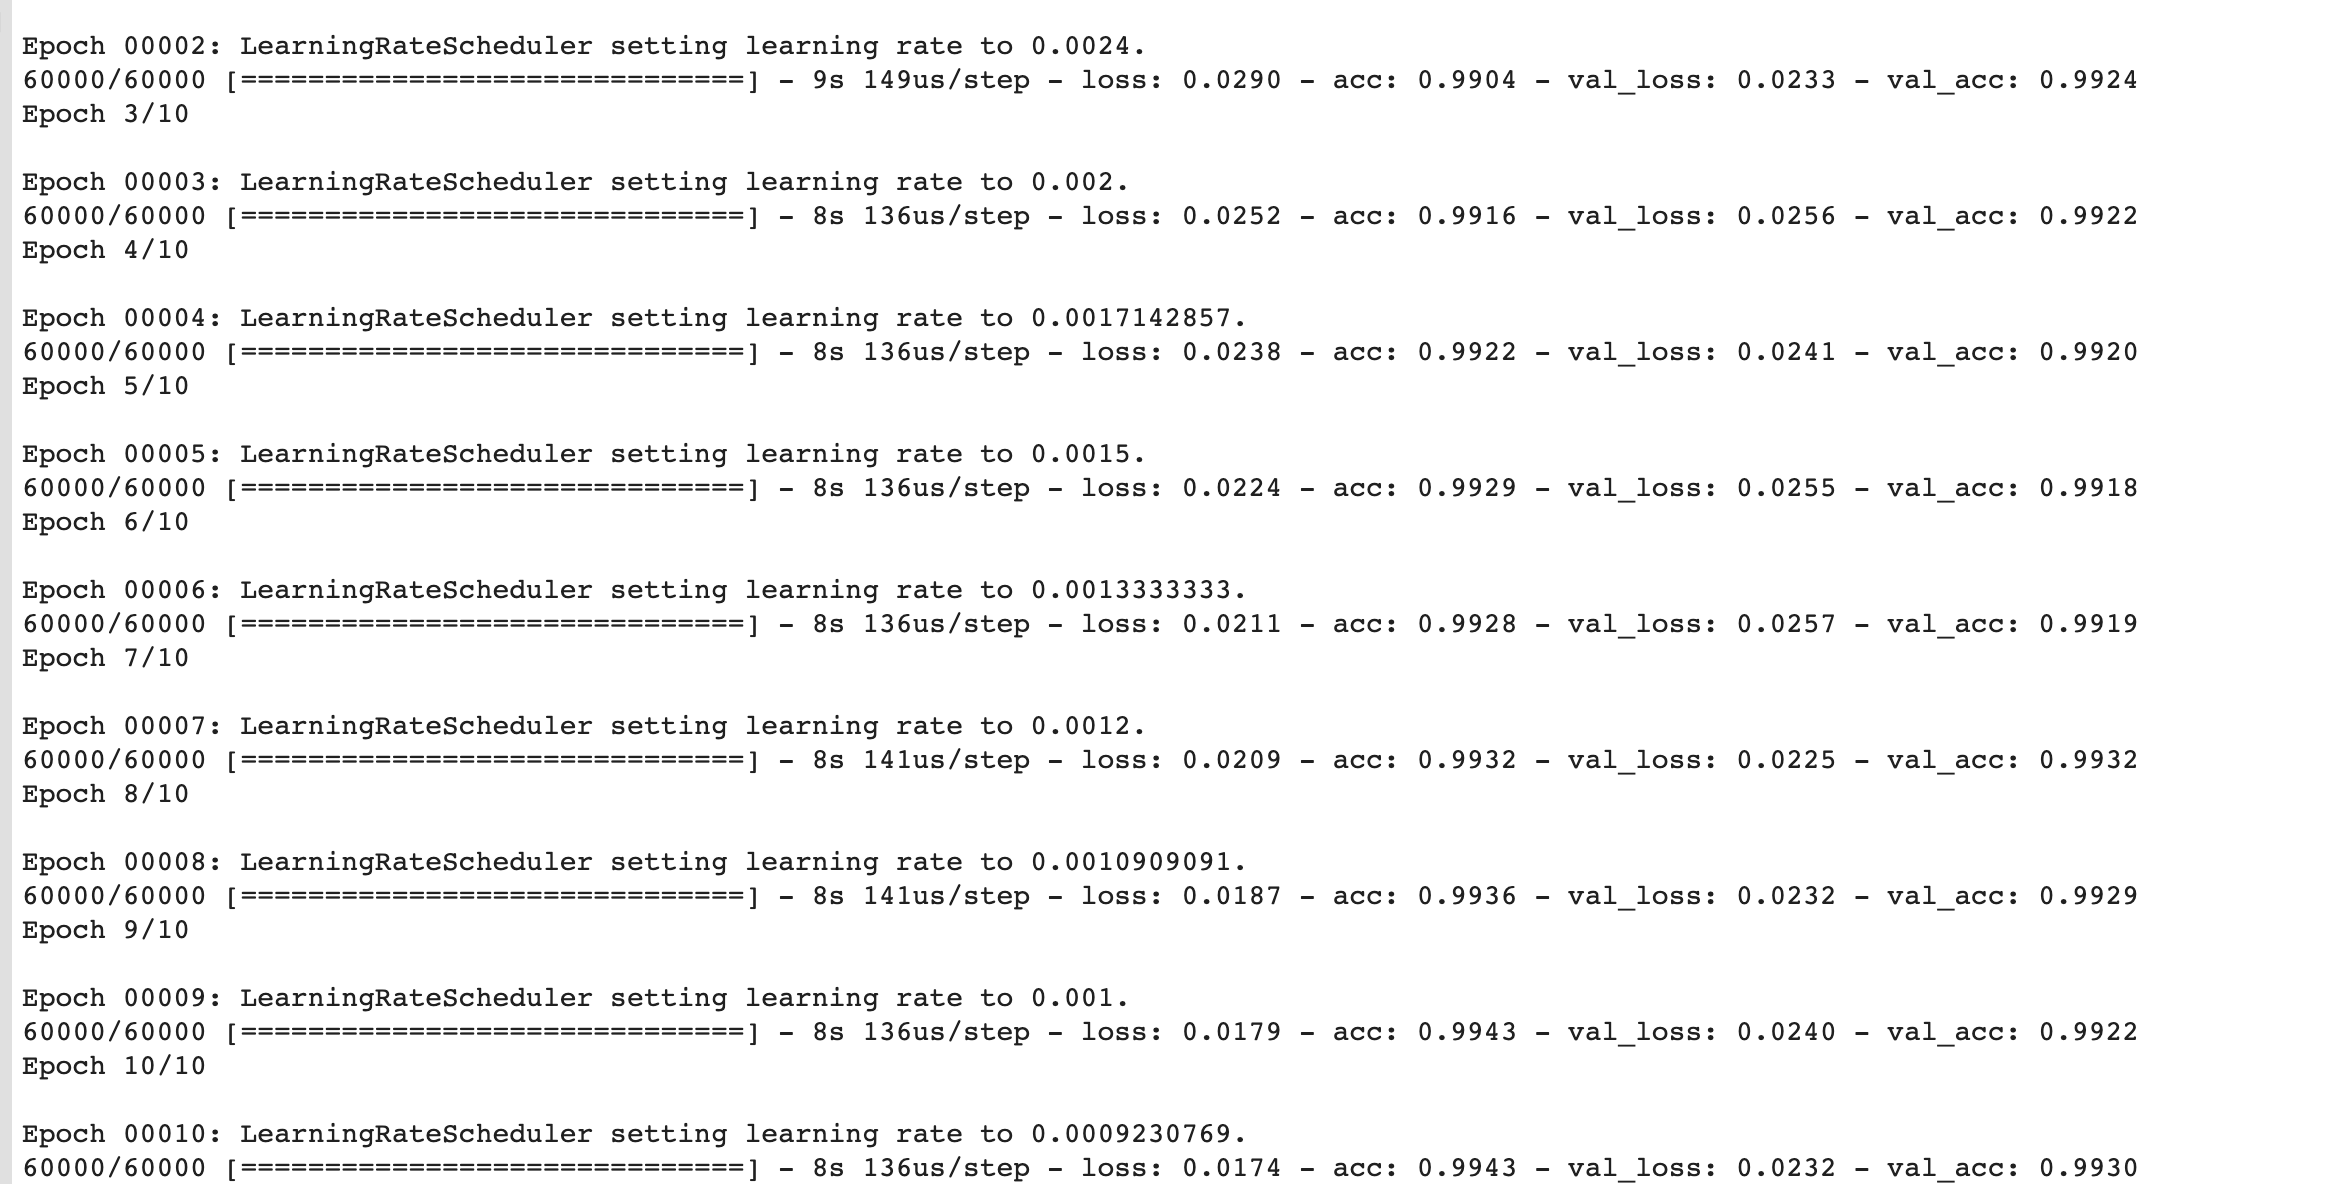 Epoch 00002: LearningRateScheduler setting learning rate to 0.0024.
60000/60000 [==============================] - 9s 149us/step - loss: 0.0290 - acc: 0.9904 - val_loss: 0.0233 - val_acc: 0.9924
Epoch 3/10
Epoch 00003: LearningRateScheduler setting learning rate to 0.002.
60000/60000 [==============================] - 8s 136us/step - loss: 0.0252 - acc: 0.9916 - val_loss: 0.0256 - val_acc: 0.9922
Epoch 4/10
Epoch 00004: LearningRateScheduler setting learning rate to 0.0017142857.
60000/60000 [==============================] - 8s 136us/step - loss: 0.0238 - acc: 0.9922 - val_loss: 0.0241 - val_acc: 0.9920
Epoch 5/10
Epoch 00005: LearningRateScheduler setting learning rate to 0.0015.
60000/60000 [==============================] - 8s 136us/step - loss: 0.0224 - acc: 0.9929 - val_loss: 0.0255 - val_acc: 0.9918
Epoch 6/10
Epoch 00006: LearningRateScheduler setting learning rate to 0.0013333333.
60000/60000 [==============================] - 8s 136us/step - loss: 0.0211 - acc: 0.9928 - val_loss: 0.0257 - val_acc: 0.9919
Epoch 7/10
Epoch 00007: LearningRateScheduler setting learning rate to 0.0012.
60000/60000 [==============================] - 8s 141us/step - loss: 0.0209 - acc: 0.9932 - val_loss: 0.0225 - val_acc: 0.9932
Epoch 8/10
Epoch 00008: LearningRateScheduler setting learning rate to 0.0010909091.
60000/60000 [==============================] - 8s 141us/step - loss: 0.0187 - acc: 0.9936 - val_loss: 0.0232 - val_acc: 0.9929
Epoch 9/10
Epoch 00009: LearningRateScheduler setting learning rate to 0.001.
60000/60000 [==============================] - 8s 136us/step - loss: 0.0179 - acc: 0.9943 - val_loss: 0.0240 - val_acc: 0.9922
Epoch 10/10
Epoch 00010: LearningRateScheduler setting learning rate to 0.0009230769.
60000/60000 [==============================] - 8s 136us/step - loss: 0.0174 - acc: 0.9943 - val_loss: 0.0232 - val_acc: 0.9930